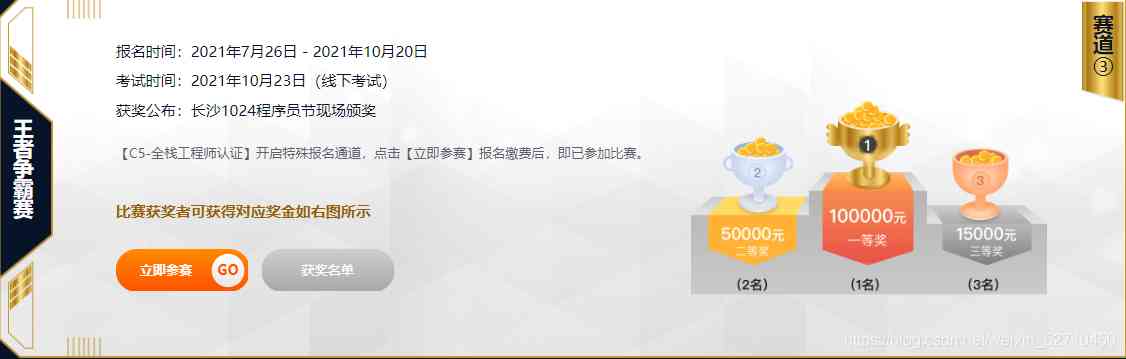 王者争霸赛
报名时间：2021年7月26日 - 2021年10月20日
考试时间：2021年10月23日（线下考试）
获奖公布：长沙1024程序员节现场颁奖
【C5-全栈工程师认证】开启特殊报名通道，点击【立即参赛】报名缴费后，即已参加比赛。
比赛获奖者可获得对应奖金如右图所示
立即参赛 GO
获奖名单
赛道③
2
50000元
二等奖
(2名)
1
100000元
一等奖
(1名)
3
15000元
三等奖
(3名)